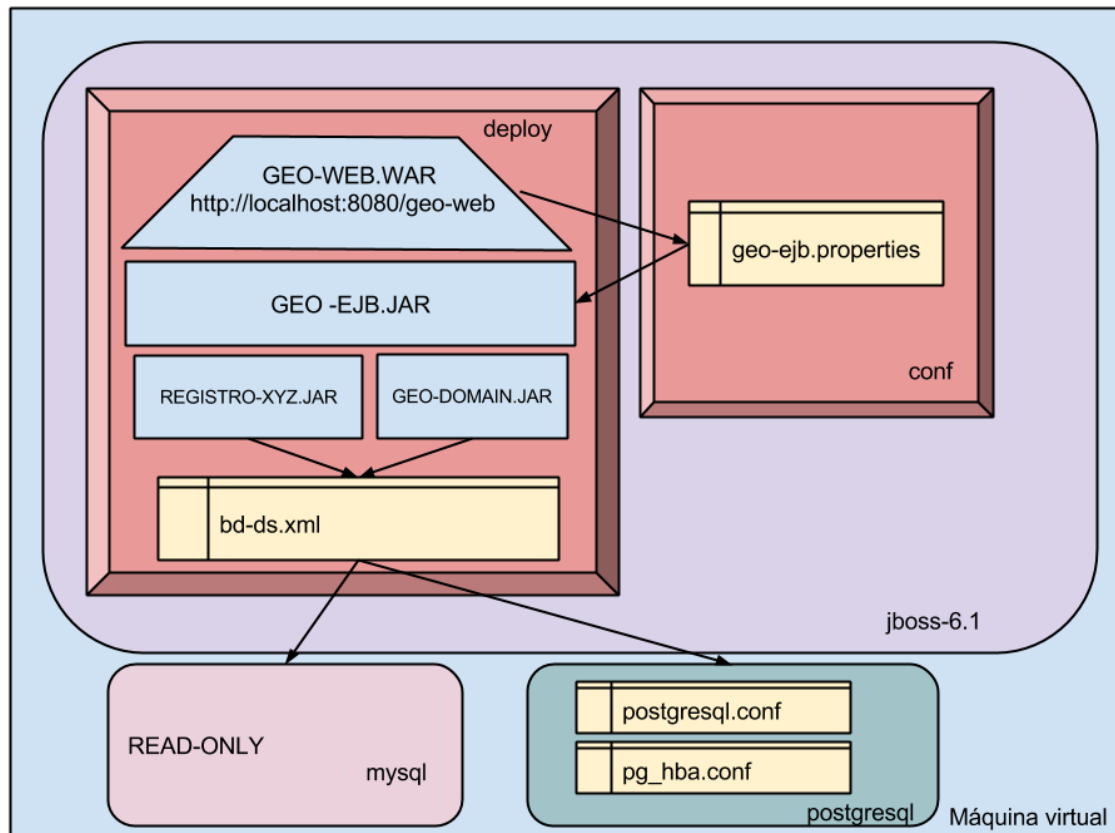 deploy
GEO-WEB.WAR
http://localhost:8080/geo-web
GEO -EJB.JAR
REGISTRO-XYZ.JAR
GEO-DOMAIN.JAR
bd-ds.xml
geo-ejb.properties
conf
jboss-6.1
READ-ONLY
mysql
postgresql.conf
pg_hba.conf
postgresql
Máquina virtual